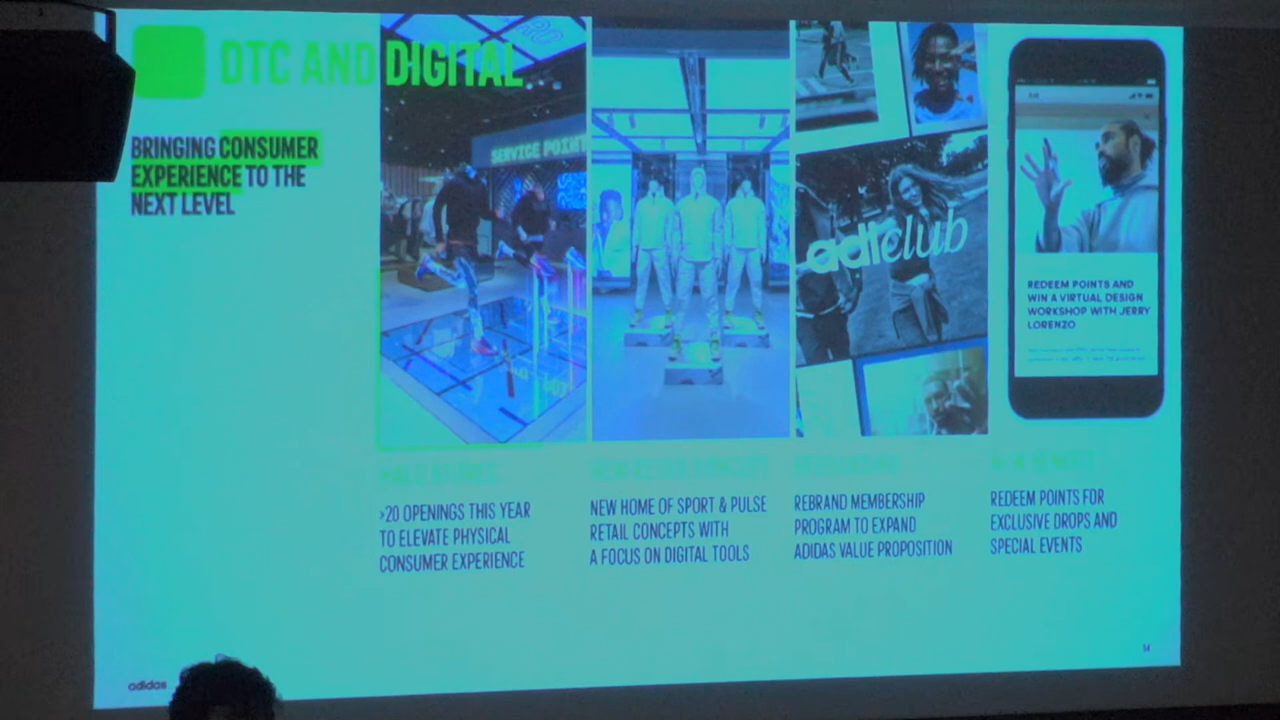 DTC AND DIGITAL
BRINGING CONSUMER
EXPERIENCE TO THE
NEXT LEVEL
SERVICE POINT
adiclub
REDEEM POINTS AND
WIN A VIRTUAL DESIGN
WORKSHOP WITH JERRY
LORENZO
>20 OPENINGS THIS YEAR
TO ELEVATE PHYSICAL
CONSUMER EXPERIENCE
NEW HOME OF SPORT & PULSE
RETAIL CONCEPTS WITH
A FOCUS ON DIGITAL TOOLS
REBRAND MEMBERSHIP
PROGRAM TO EXPAND
ADIDAS VALUE PROPOSITION
REDEEM POINTS FOR
EXCLUSIVE DROPS AND
SPECIAL EVENTS
adidas